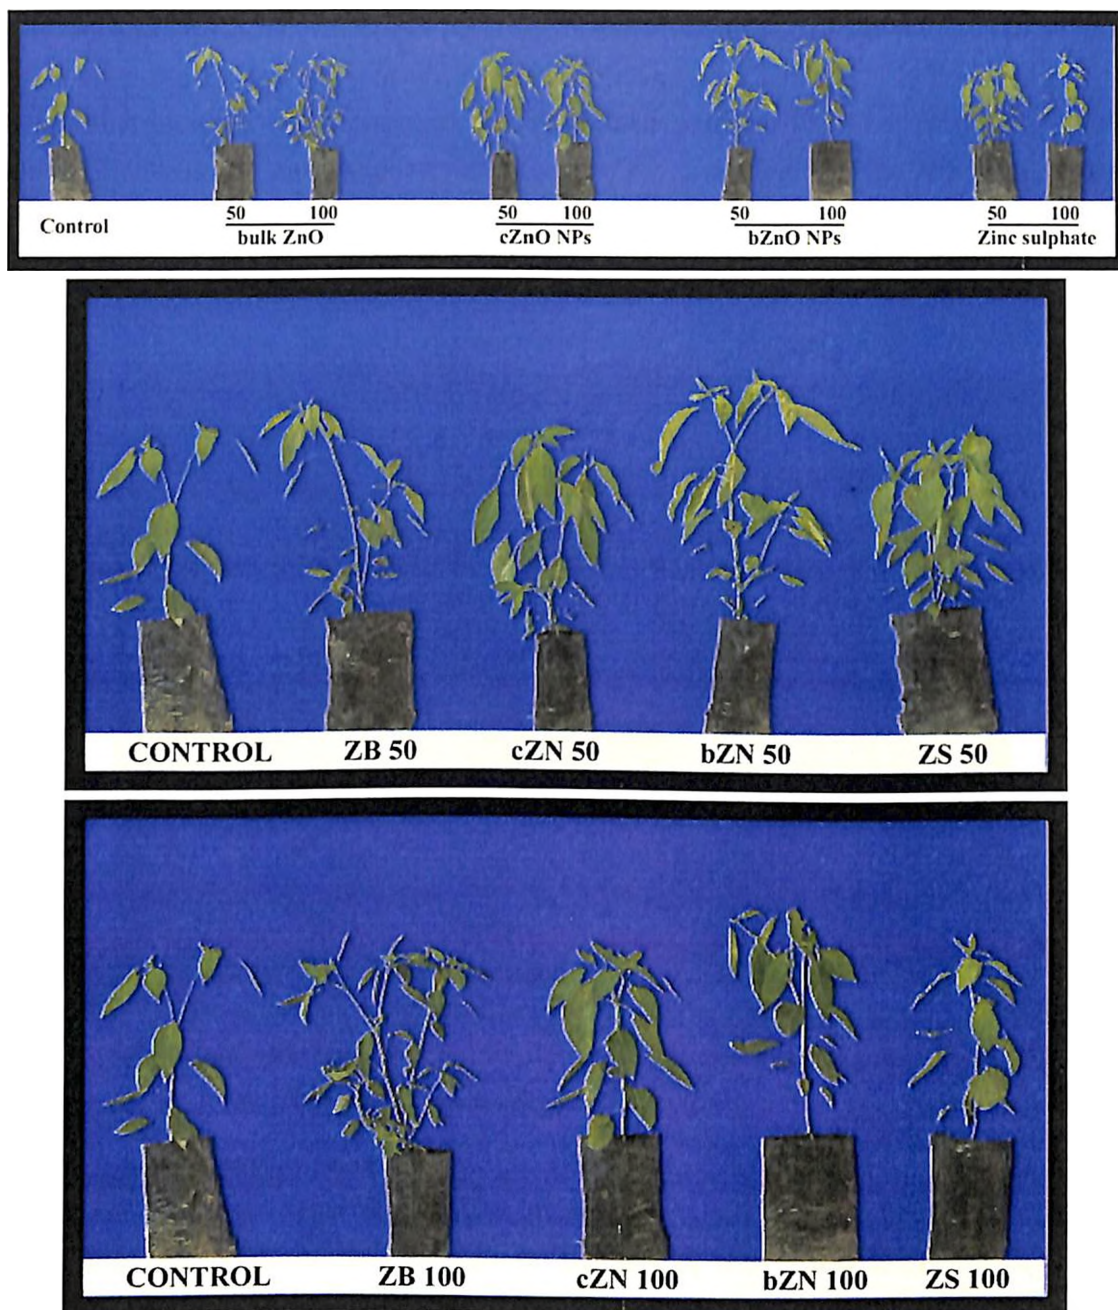 Control
50 100
bulk ZnO
50 100
cZnO NPs
50 100
bZnO NPs
50 100
Zinc sulphate
CONTROL ZB 50 cZN 50 bZN 50 ZS 50
CONTROL ZB 100 cZN 100 bZN 100 ZS 100